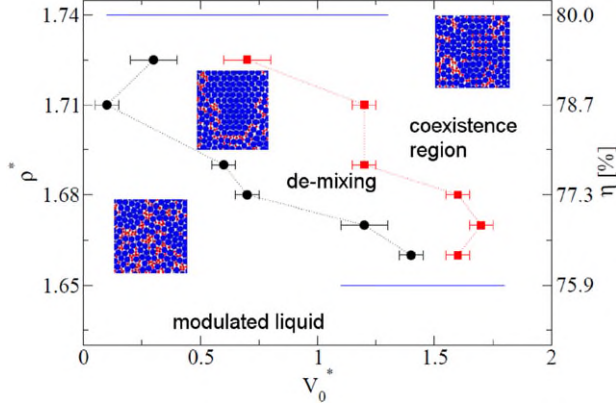 1.74
1.71
1.68
1.65
ρ*
80.0
78.7
77.3
75.9
η [%]
coexistence
region
de-mixing
modulated liquid
0
0.5
1
1.5
2
V₀*